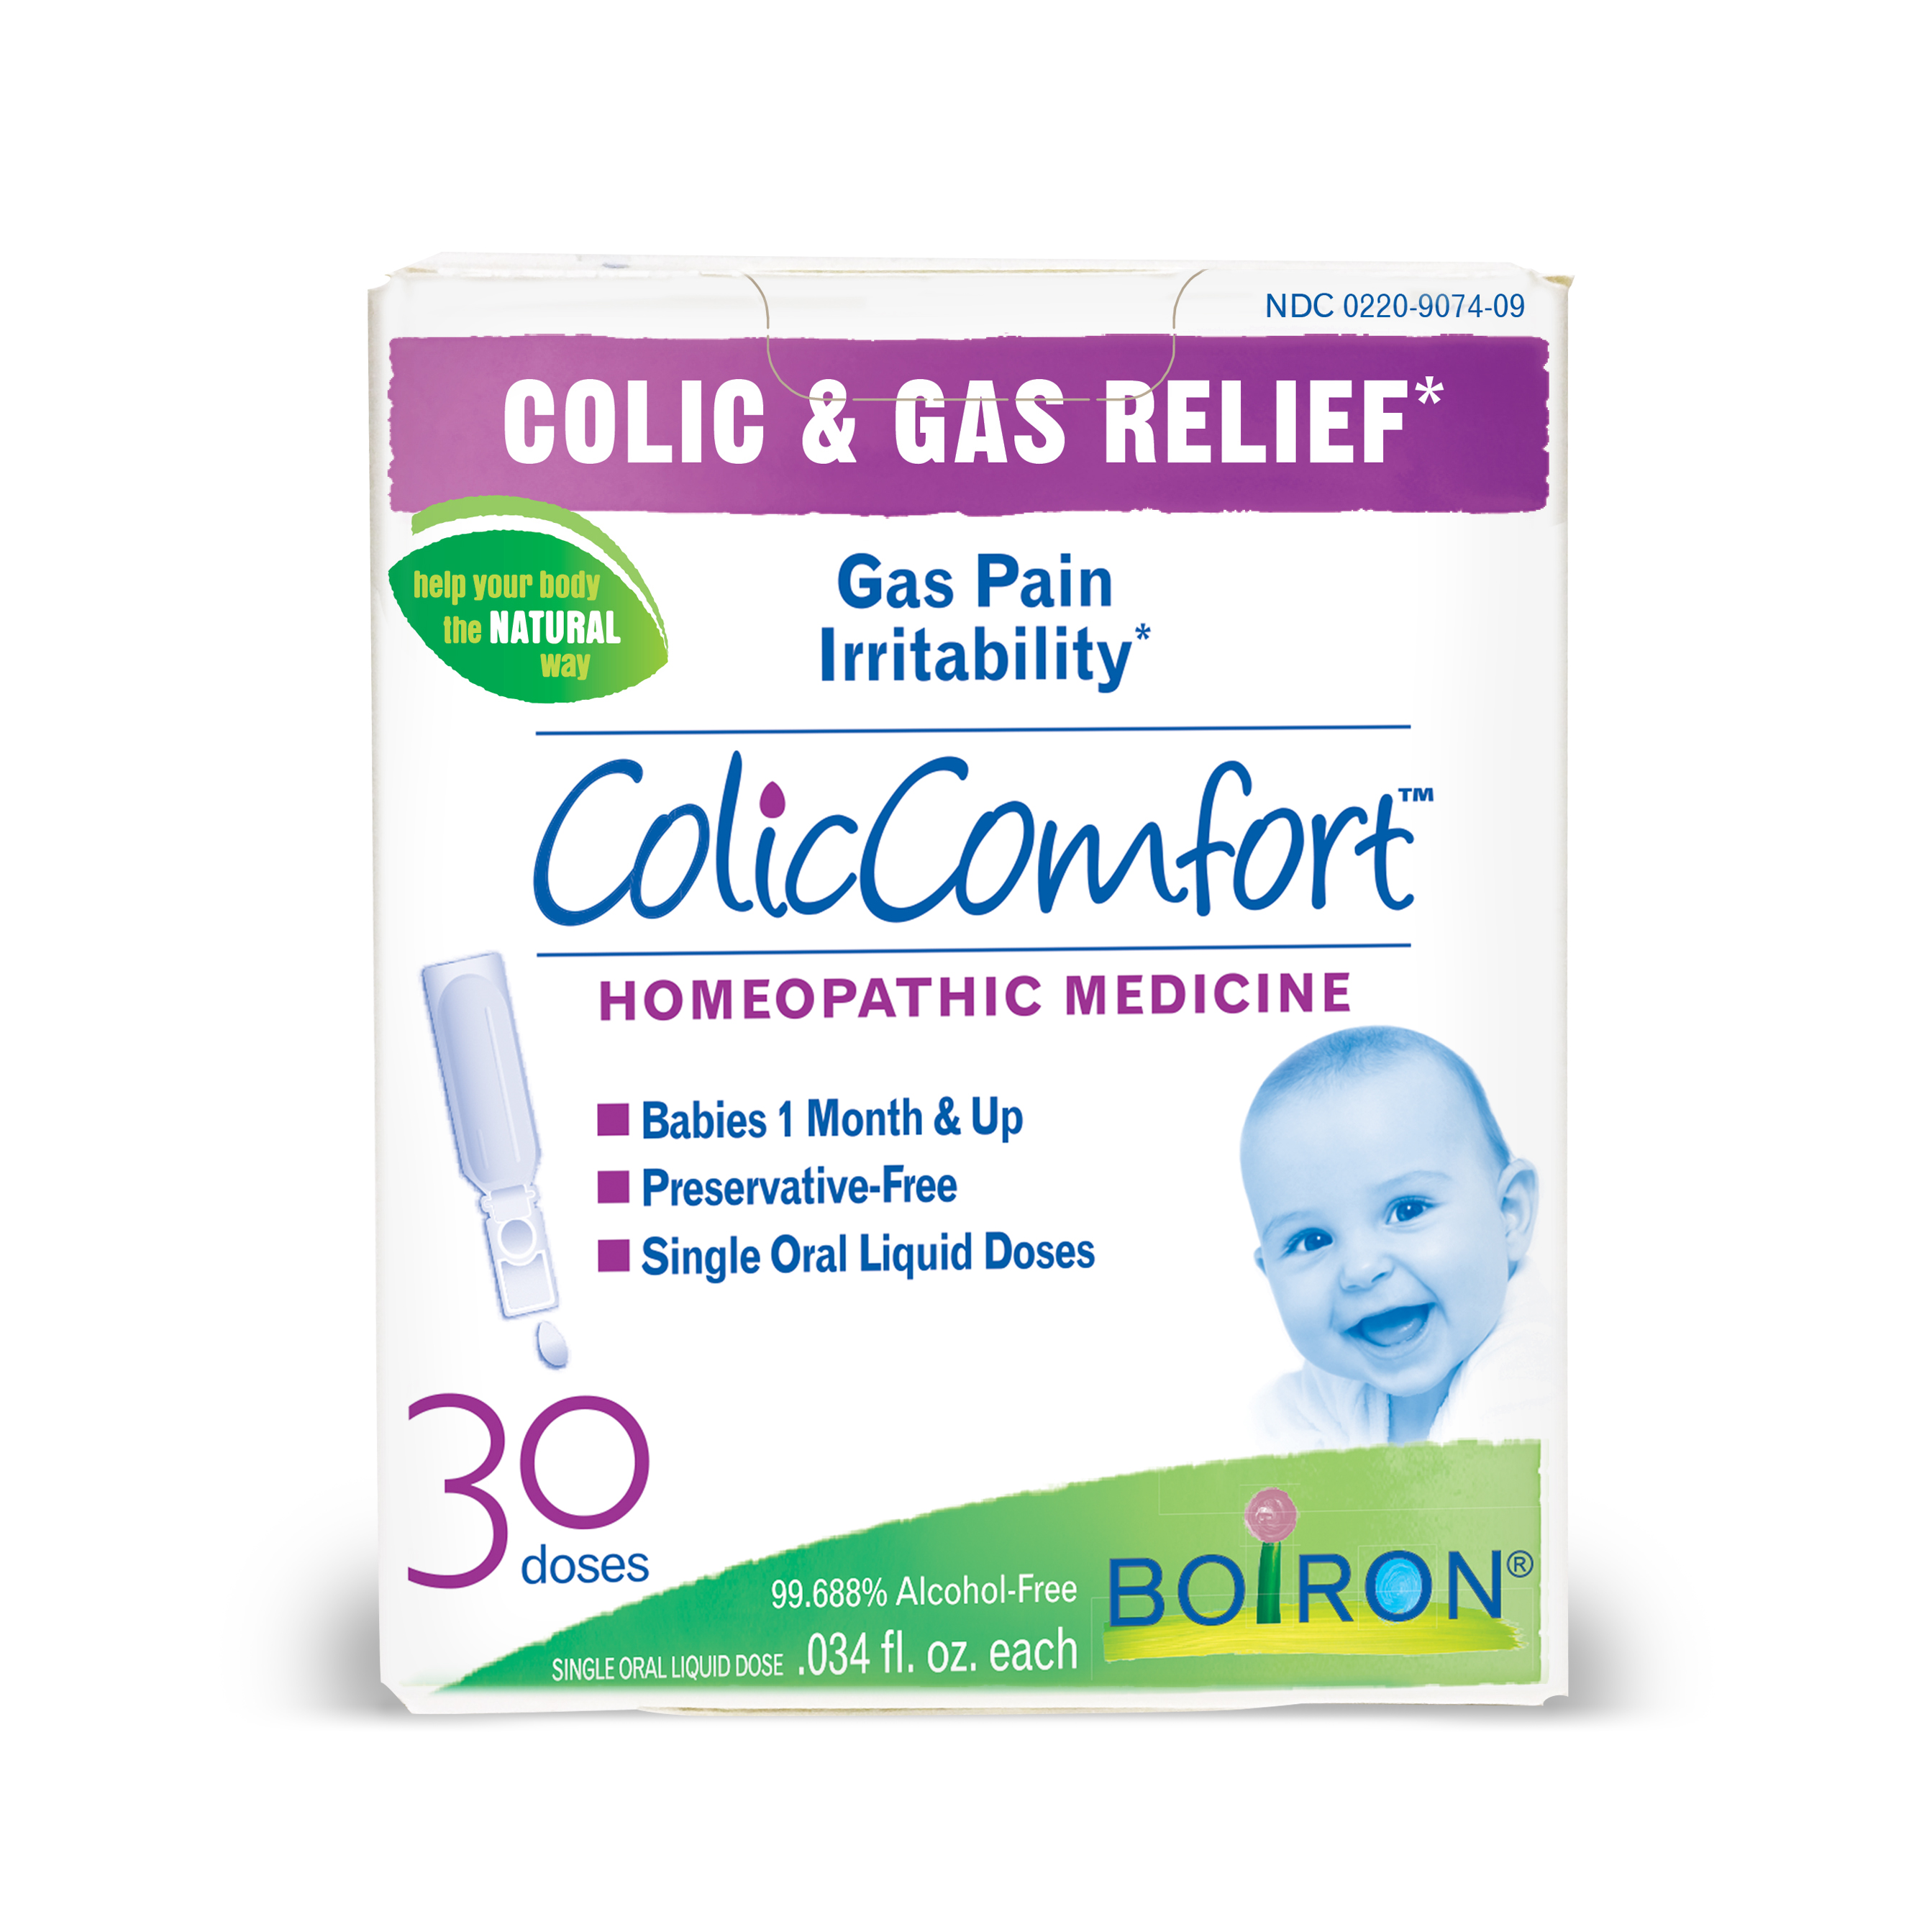 NDC 0220-9074-09
COLIC & GAS RELIEF*
help your body
the NATURAL
way
Gas Pain
Irritability*
ColicComfort™
HOMEOPATHIC MEDICINE
Babies 1 Month & Up
Preservative-Free
Single Oral Liquid Doses
30
doses
99.688% Alcohol-Free
SINGLE ORAL LIQUID DOSE .034 fl. oz. each
BOIRON®